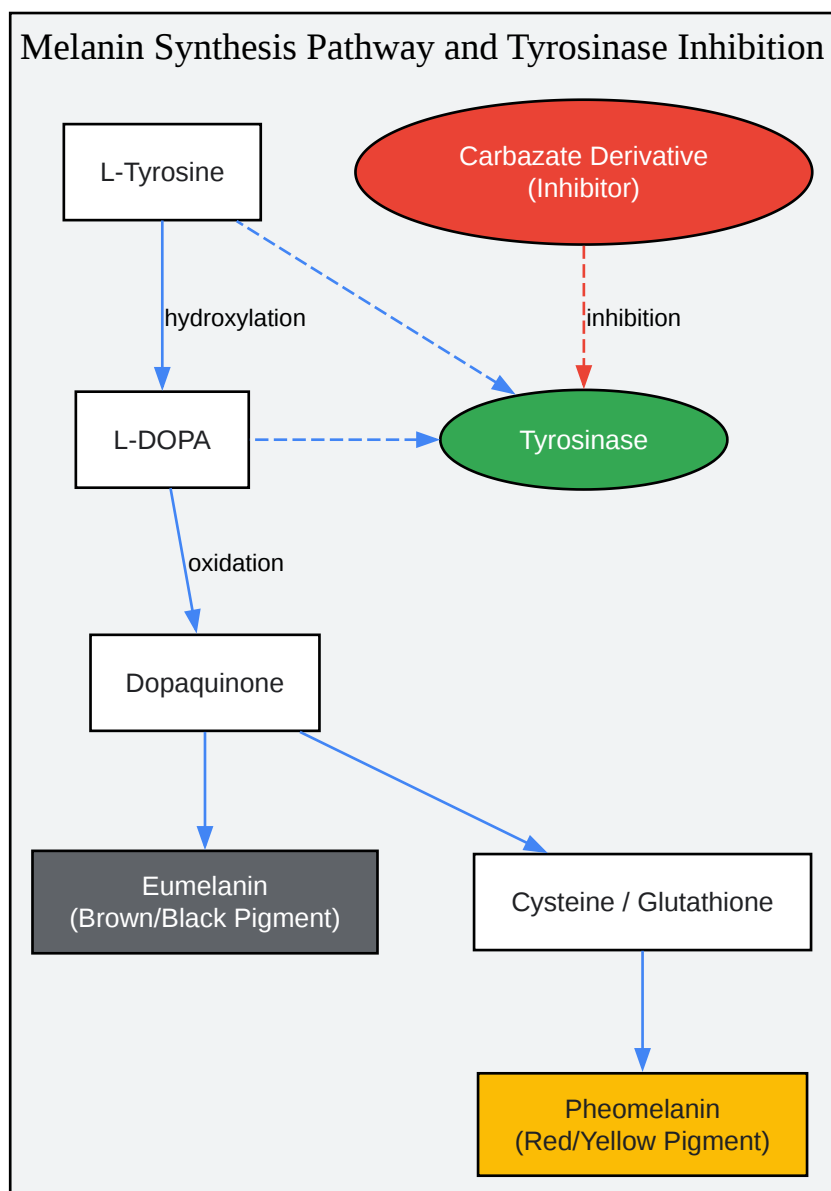 Melanin Synthesis Pathway and Tyrosinase Inhibition
L-Tyrosine
Carbazate Derivative
(Inhibitor)
hydroxylation
inhibition
L-DOPA
Tyrosinase
oxidation
Dopaquinone
Eumelanin
(Brown/Black Pigment)
Cysteine / Glutathione
Pheomelanin
(Red/Yellow Pigment)